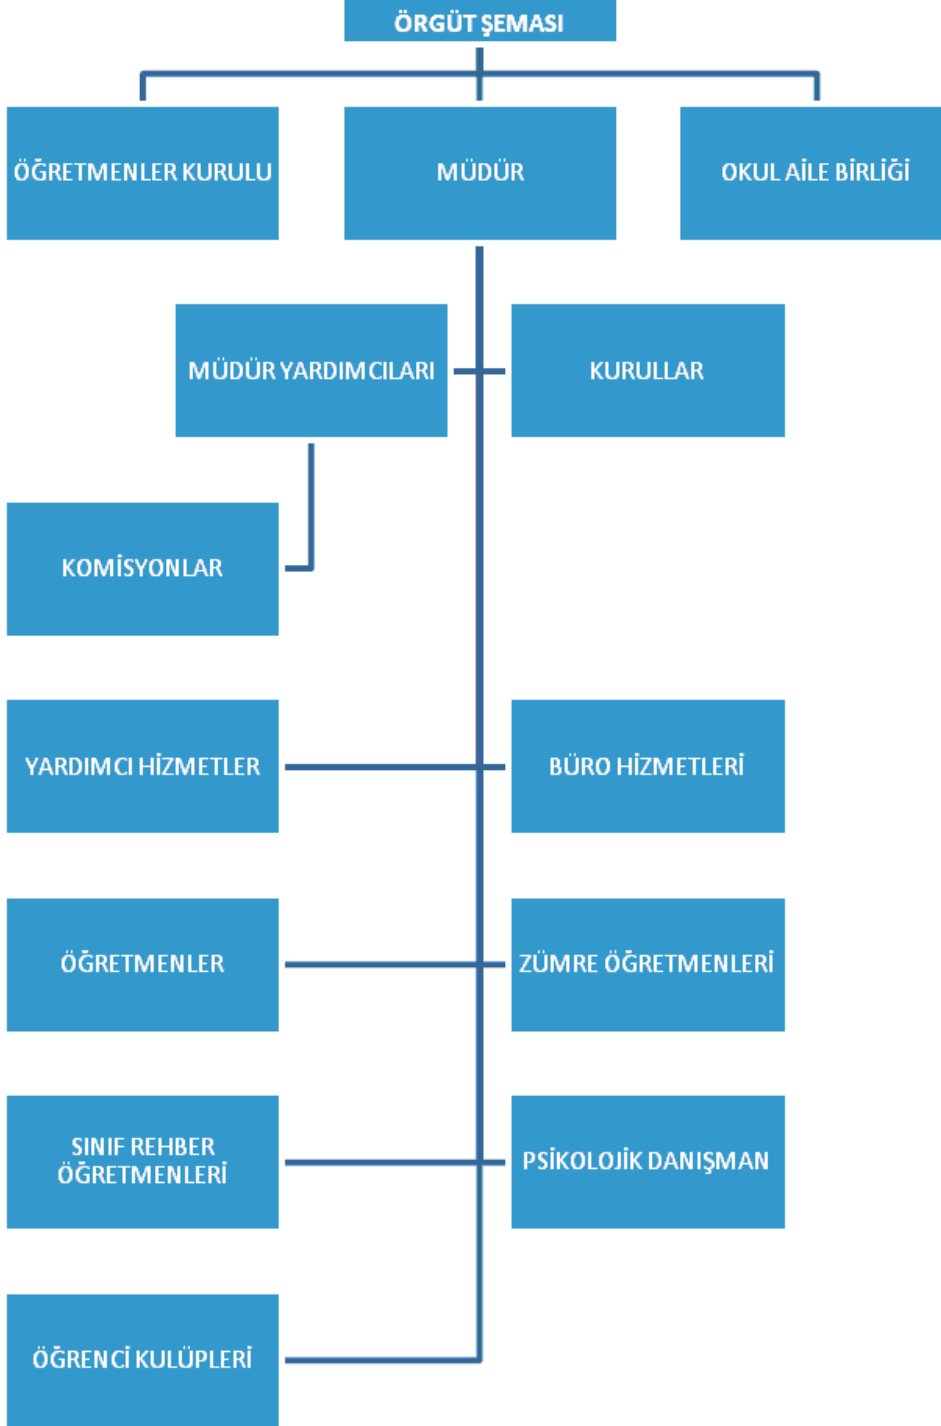 ÖRGÜT ŞEMASI
ÖĞRETMENLER KURULU
MÜDÜR
OKUL AİLE BİRLİĞİ
MÜDÜR YARDIMCILARI
KURULLAR
KOMİSYONLAR
YARDIMCI HİZMETLER
BÜRO HİZMETLERİ
ÖĞRETMENLER
ZÜMRE ÖĞRETMENLERİ
SINIF REHBER
ÖĞRETMENLERİ
PSİKOLOJİK DANIŞMAN
ÖĞRENCİ KULÜPLERİ